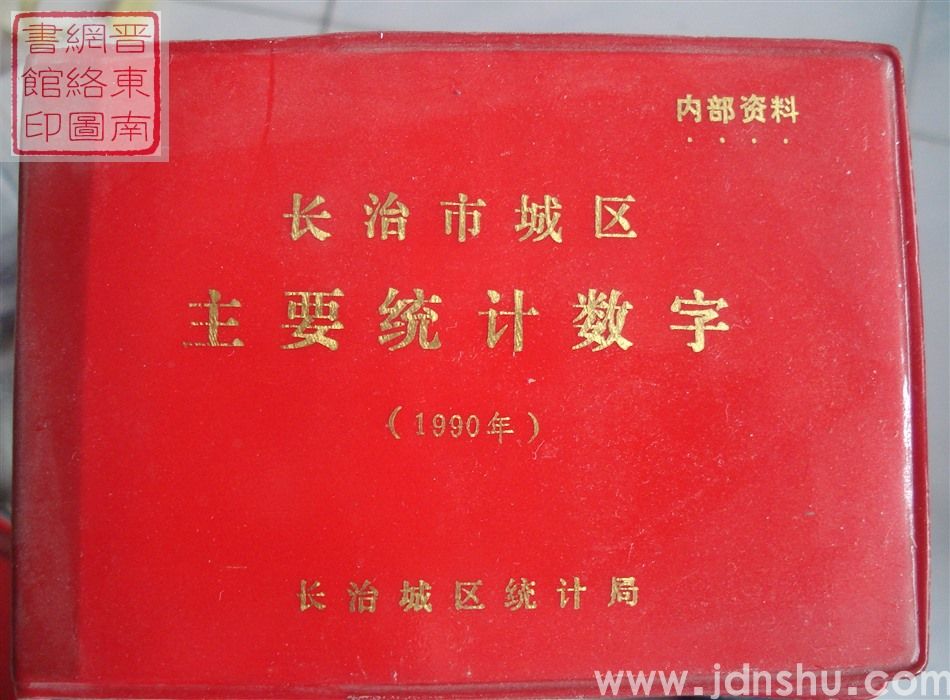 晋东南
網絡圖
書館印
内部资料
长治市城区
主要统计数字
（1990年）
长治城区统计局
www.jdnshu.com